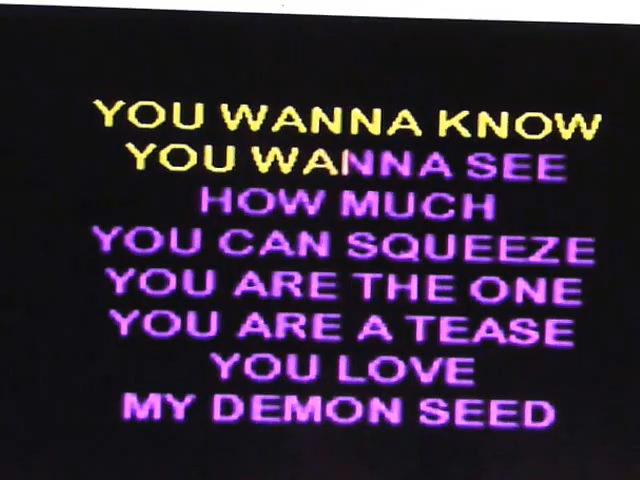 YOU WANNA KNOW
YOU WANNA SEE
HOW MUCH
YOU CAN SQUEEZE
YOU ARE THE ONE
YOU ARE A TEASE
YOU LOVE
MY DEMON SEED